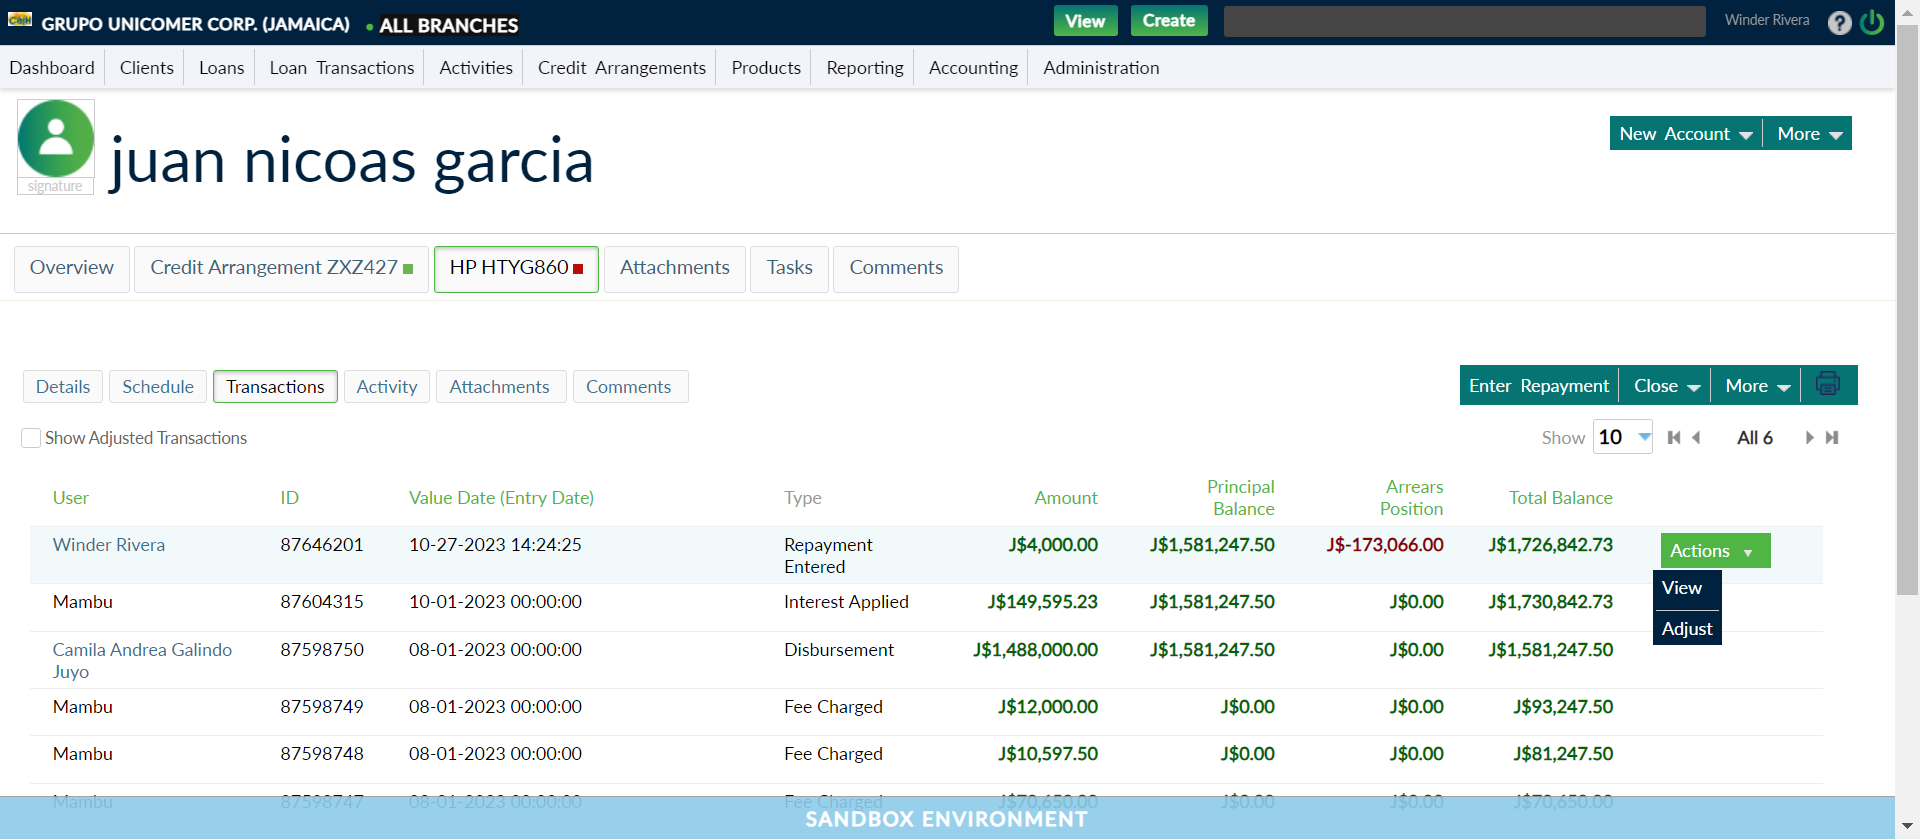 GRUPO UNICOMER CORP. (JAMAICA) ALL BRANCHES View Create Winder Rivera ?
Dashboard Clients Loans Loan Transactions Activities Credit Arrangements Products Reporting Accounting Administration
signature
juan nicoas garcia
New Account More
Overview Credit Arrangement ZXZ427 HP HTYG860 Attachments Tasks Comments
Details Schedule Transactions Activity Attachments Comments
Enter Repayment Close More
Show Adjusted Transactions
Show 10 All 6
User ID Value Date (Entry Date) Type Amount Principal Balance Arrears Position Total Balance
Winder Rivera 87646201 10-27-2023 14:24:25 Repayment Entered J$4,000.00 J$1,581,247.50 J$-173,066.00 J$1,726,842.73 Actions
View
Adjust
Mambu 87604315 10-01-2023 00:00:00 Interest Applied J$149,595.23 J$1,581,247.50 J$0.00 J$1,730,842.73
Camila Andrea Galindo Juyo 87598750 08-01-2023 00:00:00 Disbursement J$1,488,000.00 J$1,581,247.50 J$0.00 J$1,581,247.50
Mambu 87598749 08-01-2023 00:00:00 Fee Charged J$12,000.00 J$0.00 J$0.00 J$93,247.50
Mambu 87598748 08-01-2023 00:00:00 Fee Charged J$10,597.50 J$0.00 J$0.00 J$81,247.50
Mambu 87598747 08-01-2023 00:00:00 Fee Charged J$70,650.00 J$0.00 J$0.00 J$70,650.00
SANDBOX ENVIRONMENT